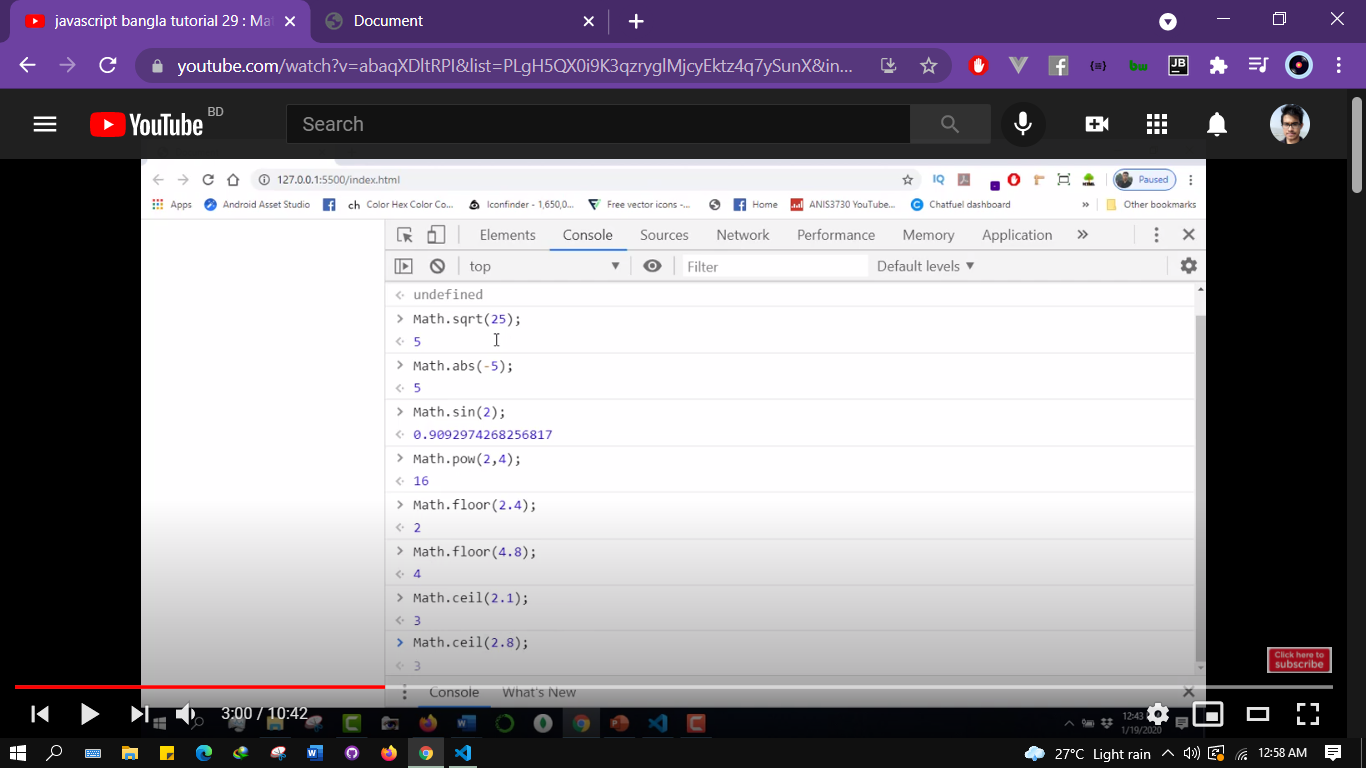 javascript bangla tutorial 29 : Ma
Document
youtube.com/watch?v=abaqXDltRPI&list=PLgH5QX0i9K3qzryglMjcyEktz4q7ySunX&in...
YouTube BD
Search
127.0.0.1:5500/index.html
Paused
Apps
Android Asset Studio
ch Color Hex Color Co...
Iconfinder - 1,650,0...
Free vector icons -...
Home
ANIS3730 YouTube...
Chatfuel dashboard
»
Other bookmarks
Elements Console Sources Network Performance Memory Application »
top Filter Default levels
undefined
Math.sqrt(25);
5
Math.abs(-5);
5
Math.sin(2);
0.9092974268256817
Math.pow(2,4);
16
Math.floor(2.4);
2
Math.floor(4.8);
4
Math.ceil(2.1);
3
Math.ceil(2.8);
3
Click here to
subscribe
Console What's New
3:00 / 10:42
12:43
1/19/2020
27°C Light rain 12:58 AM